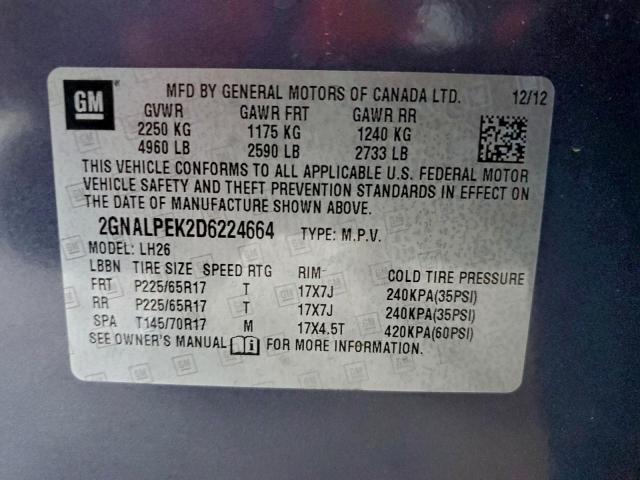 GM
MFD BY GENERAL MOTORS OF CANADA LTD. 12/12
GVWR GAWR FRT GAWR RR
2250 KG 1175 KG 1240 KG
4960 LB 2590 LB 2733 LB
THIS VEHICLE CONFORMS TO ALL APPLICABLE U.S. FEDERAL MOTOR
VEHICLE SAFETY AND THEFT PREVENTION STANDARDS IN EFFECT ON
THE DATE OF MANUFACTURE SHOWN ABOVE.
2GNALPEK2D6224664 TYPE: M.P.V.
MODEL: LH26
LBBN TIRE SIZE SPEED RTG RIM COLD TIRE PRESSURE
FRT P225/65R17 T 17X7J 240KPA(35PSI)
RR P225/65R17 T 17X7J 240KPA(35PSI)
SPA T145/70R17 M 17X4.5T 420KPA(60PSI)
SEE OWNER'S MANUAL FOR MORE INFORMATION.